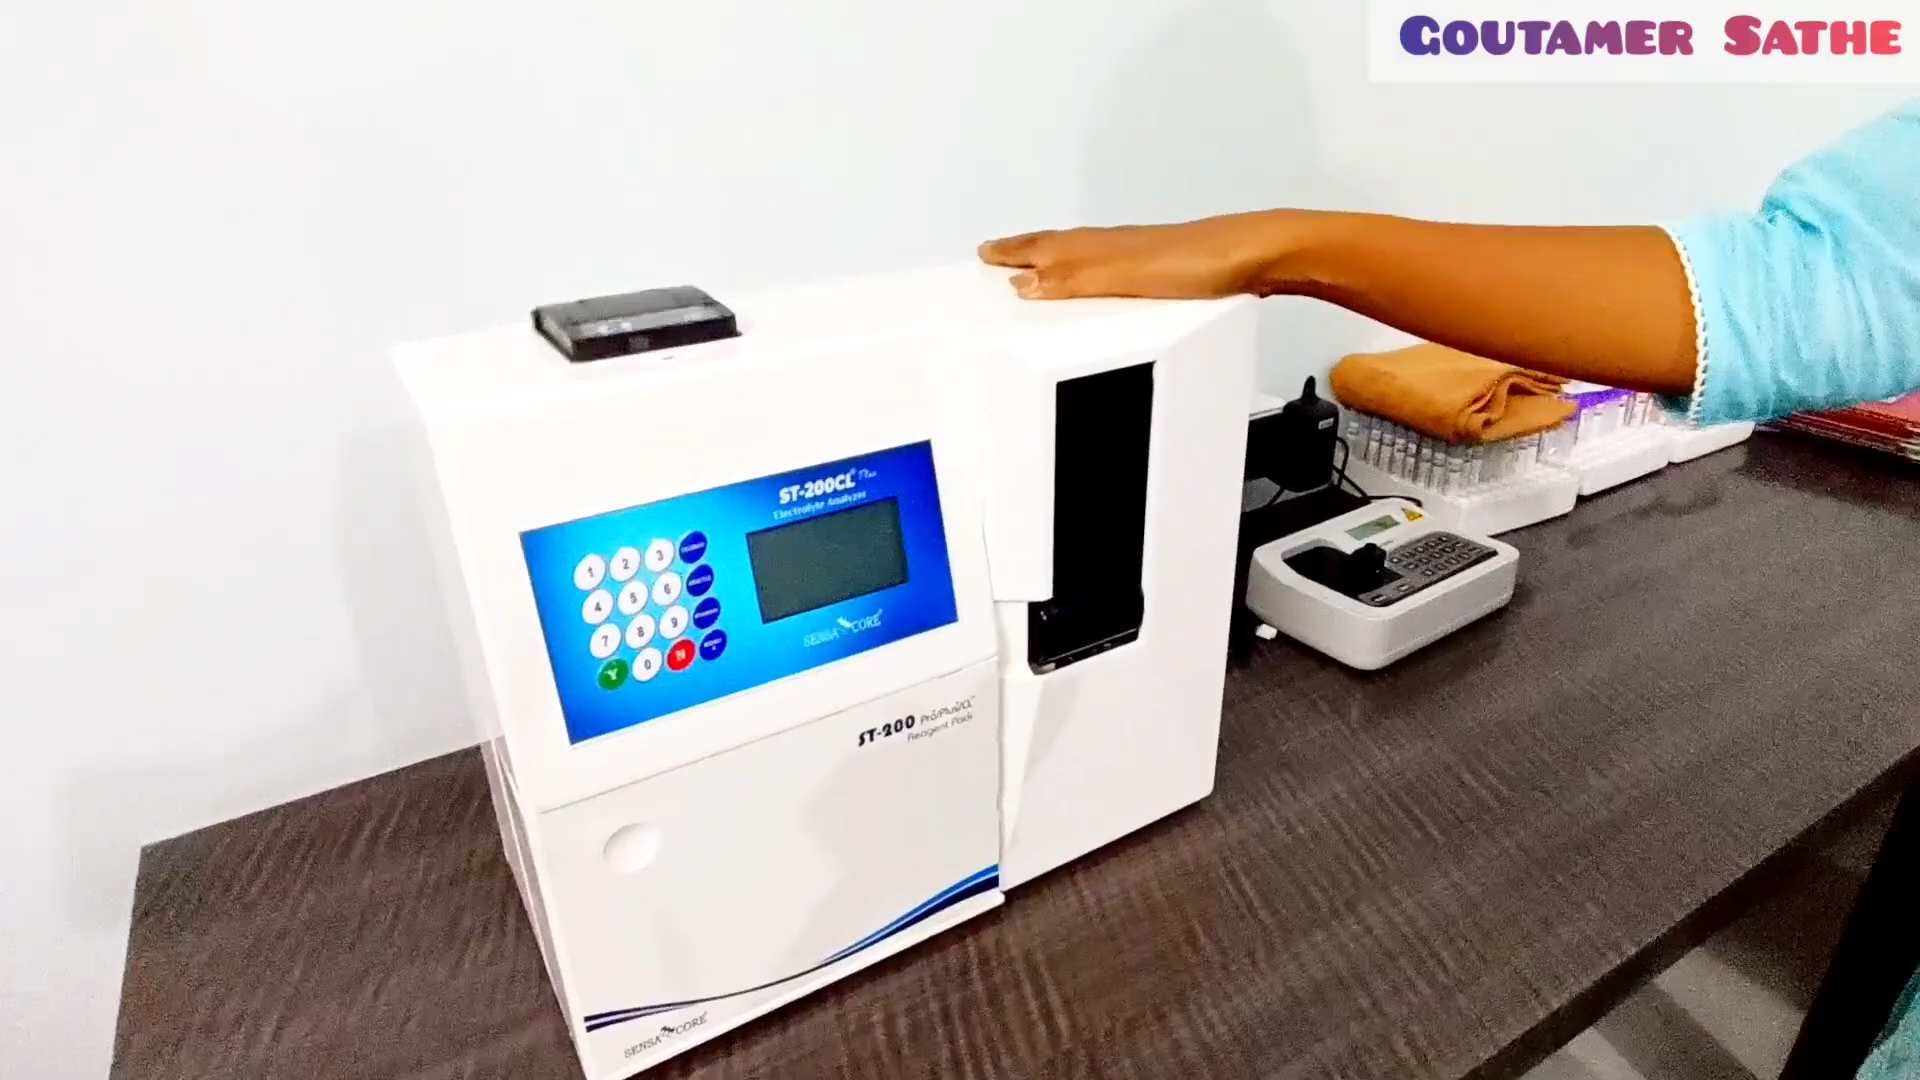 GOUTAMER SATHE
ST-200CL Plus
Electrolyte Analyzer
1 2 3
4 5 6
7 8 9
Y 0 N
SENSA CORE
ST-200 Pro/Plus/CL
Reagent Pack
SENSA CORE